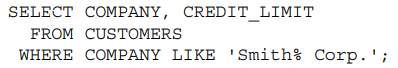 SELECT COMPANY, CREDIT_LIMIT
FROM CUSTOMERS
WHERE COMPANY LIKE 'Smith% Corp.';